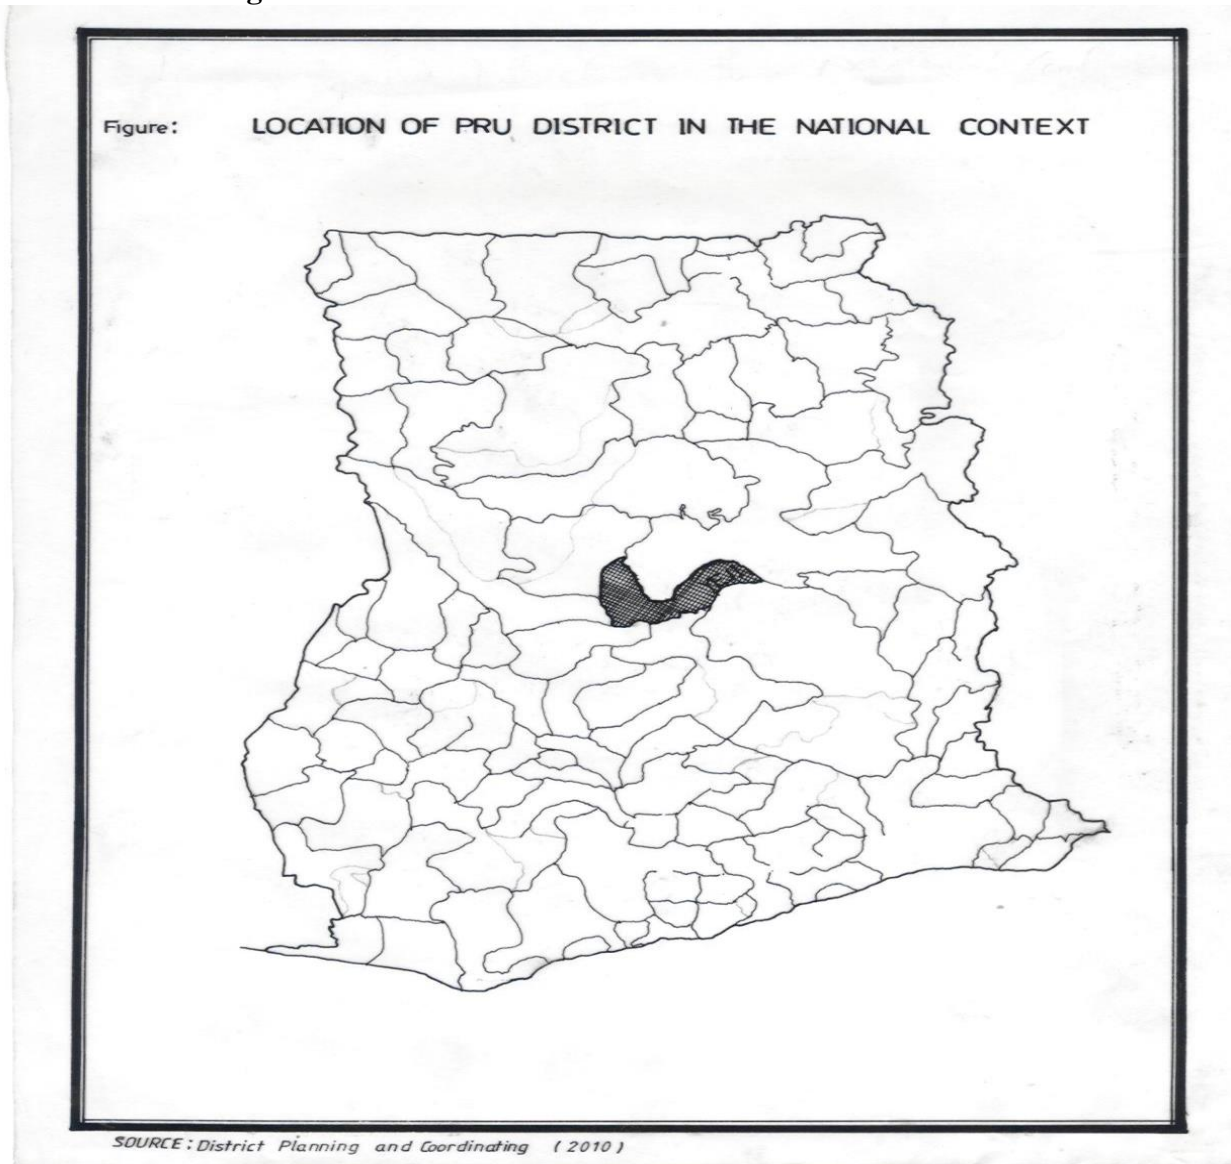 Figure: LOCATION OF PRU DISTRICT IN THE NATIONAL CONTEXT
SOURCE: District Planning and Coordinating (2010)